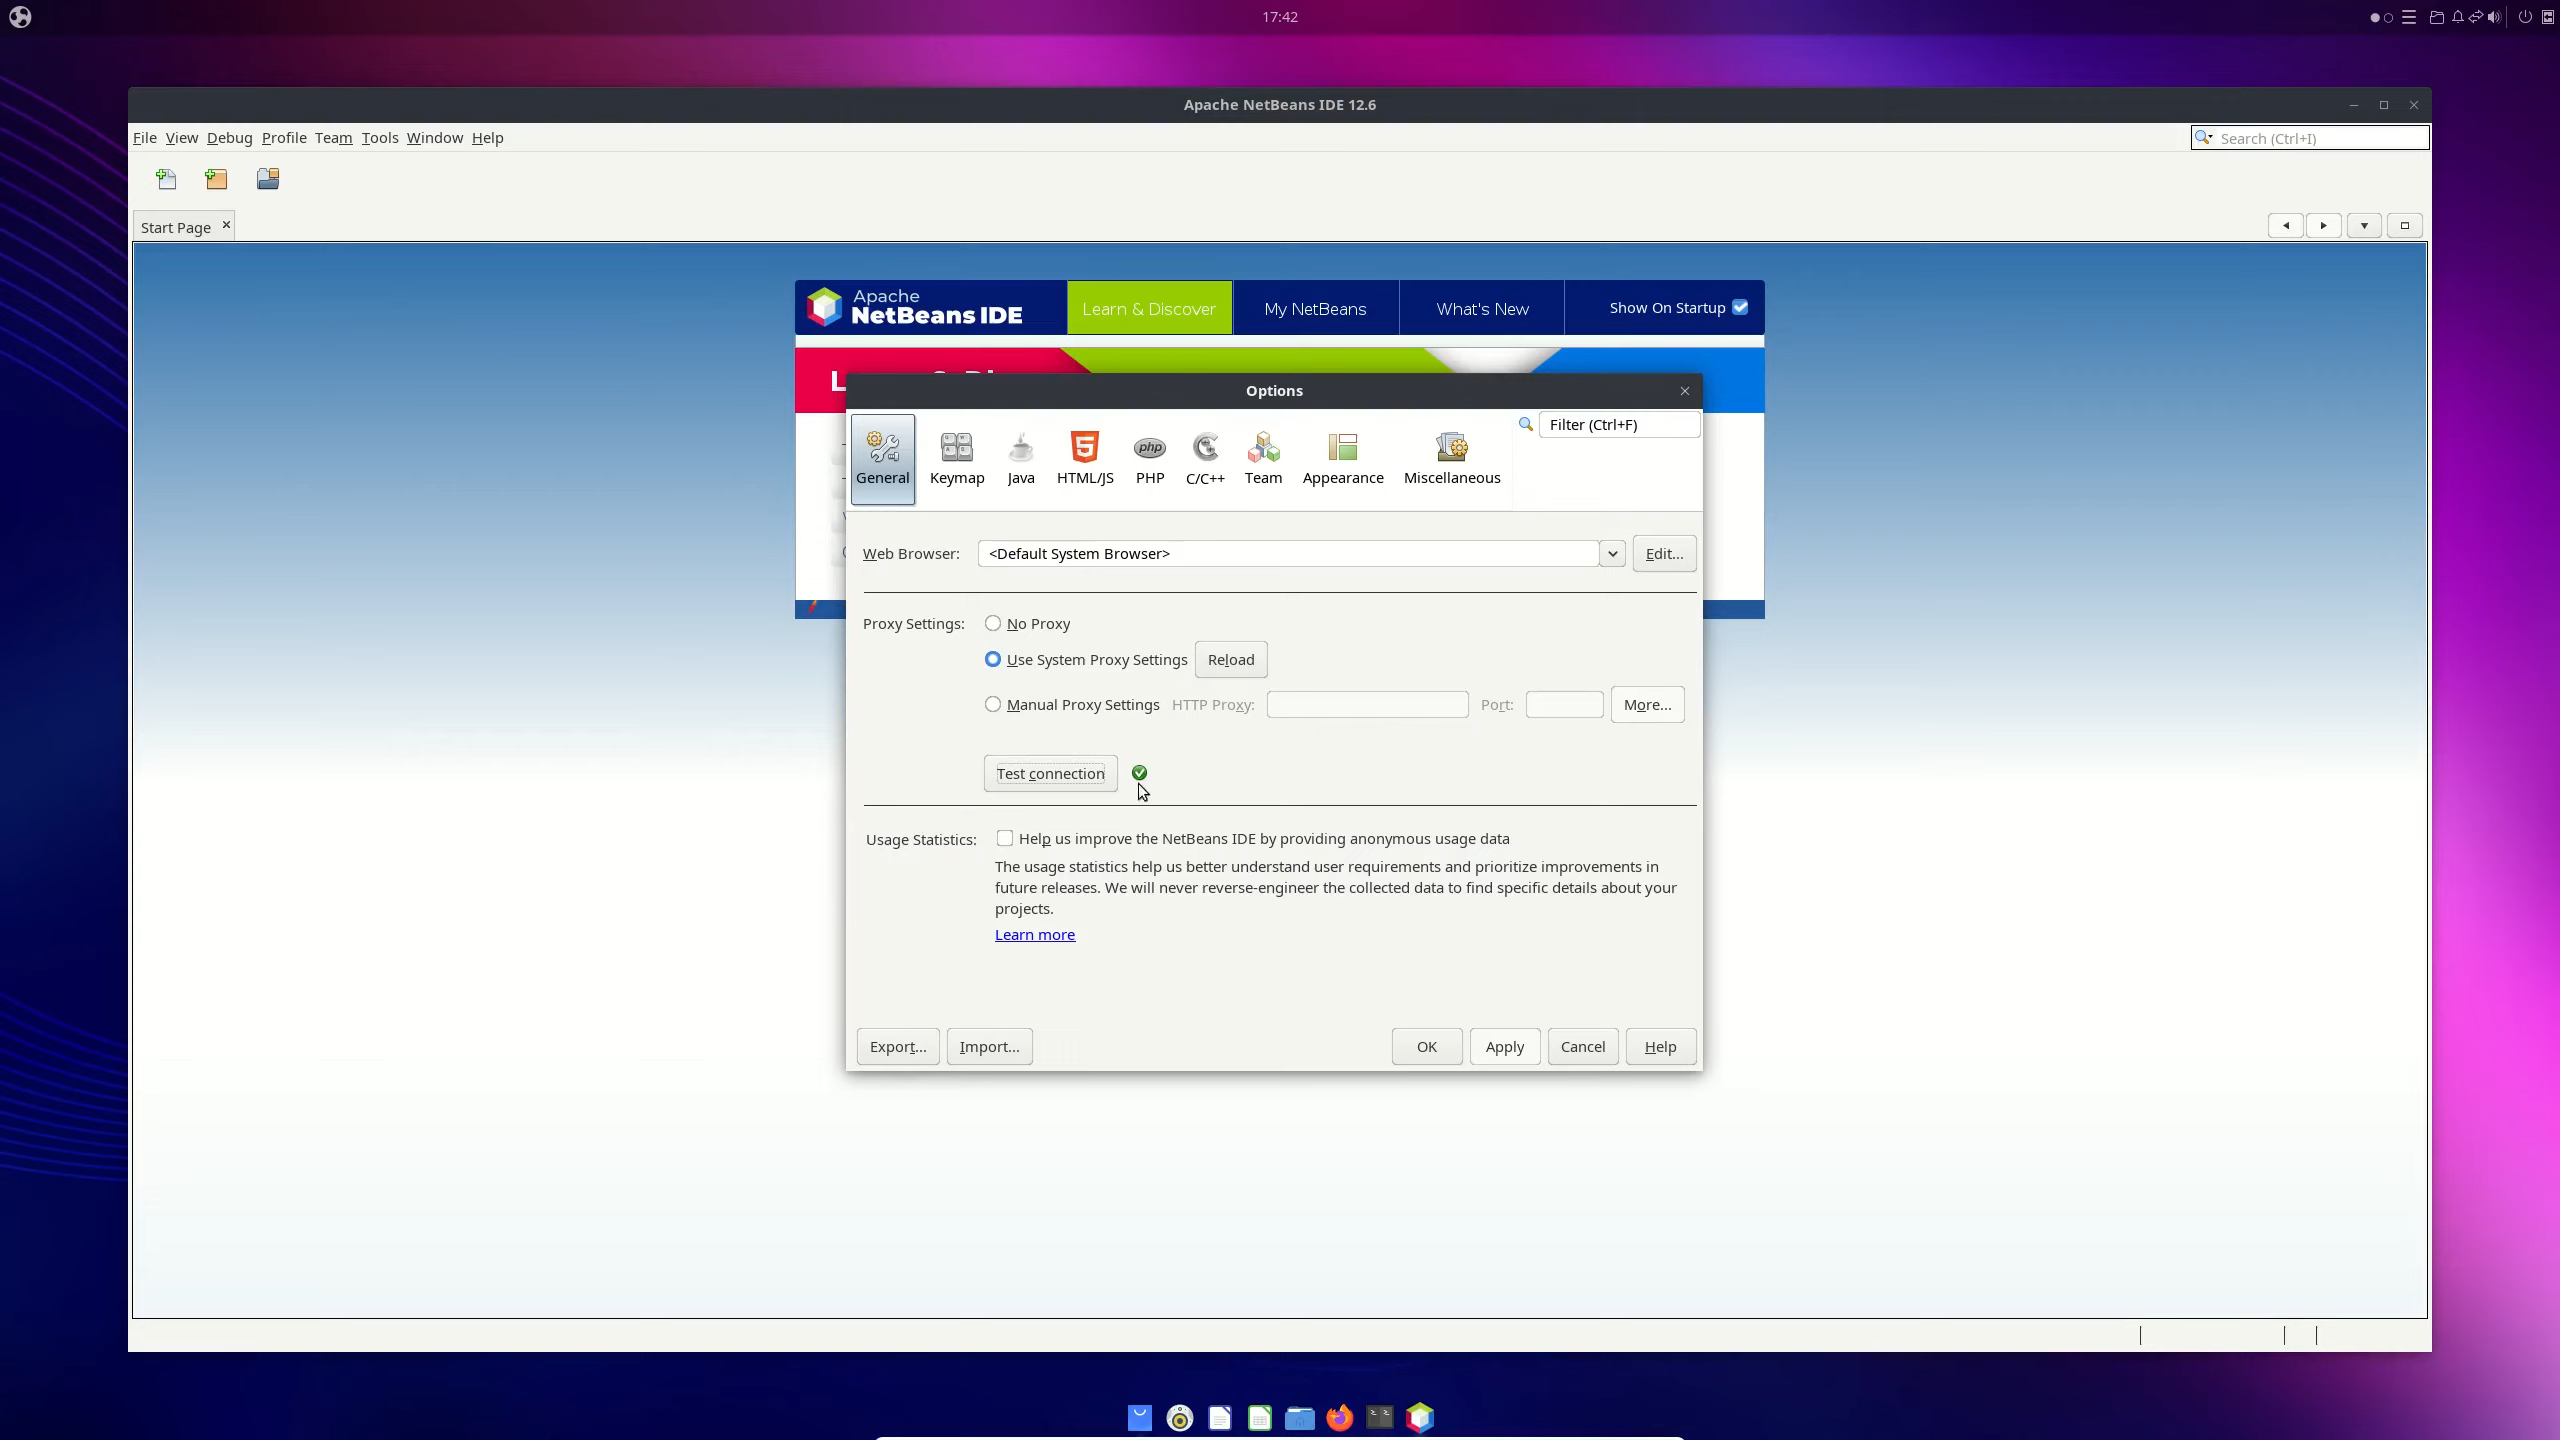 17:42
Apache NetBeans IDE 12.6
File View Debug Profile Team Tools Window Help
Search (Ctrl+I)
Start Page
Apache
NetBeans IDE
Learn & Discover
My NetBeans
What's New
Show On Startup
Options
General
Keymap
Java
HTML/JS
PHP
C/C++
Team
Appearance
Miscellaneous
Filter (Ctrl+F)
Web Browser:
<Default System Browser>
Edit...
Proxy Settings:
No Proxy
Use System Proxy Settings
Reload
Manual Proxy Settings
HTTP Proxy:
Port:
More...
Test connection
Usage Statistics:
Help us improve the NetBeans IDE by providing anonymous usage data
The usage statistics help us better understand user requirements and prioritize improvements in
future releases. We will never reverse-engineer the collected data to find specific details about your
projects.
Learn more
Export...
Import...
OK
Apply
Cancel
Help